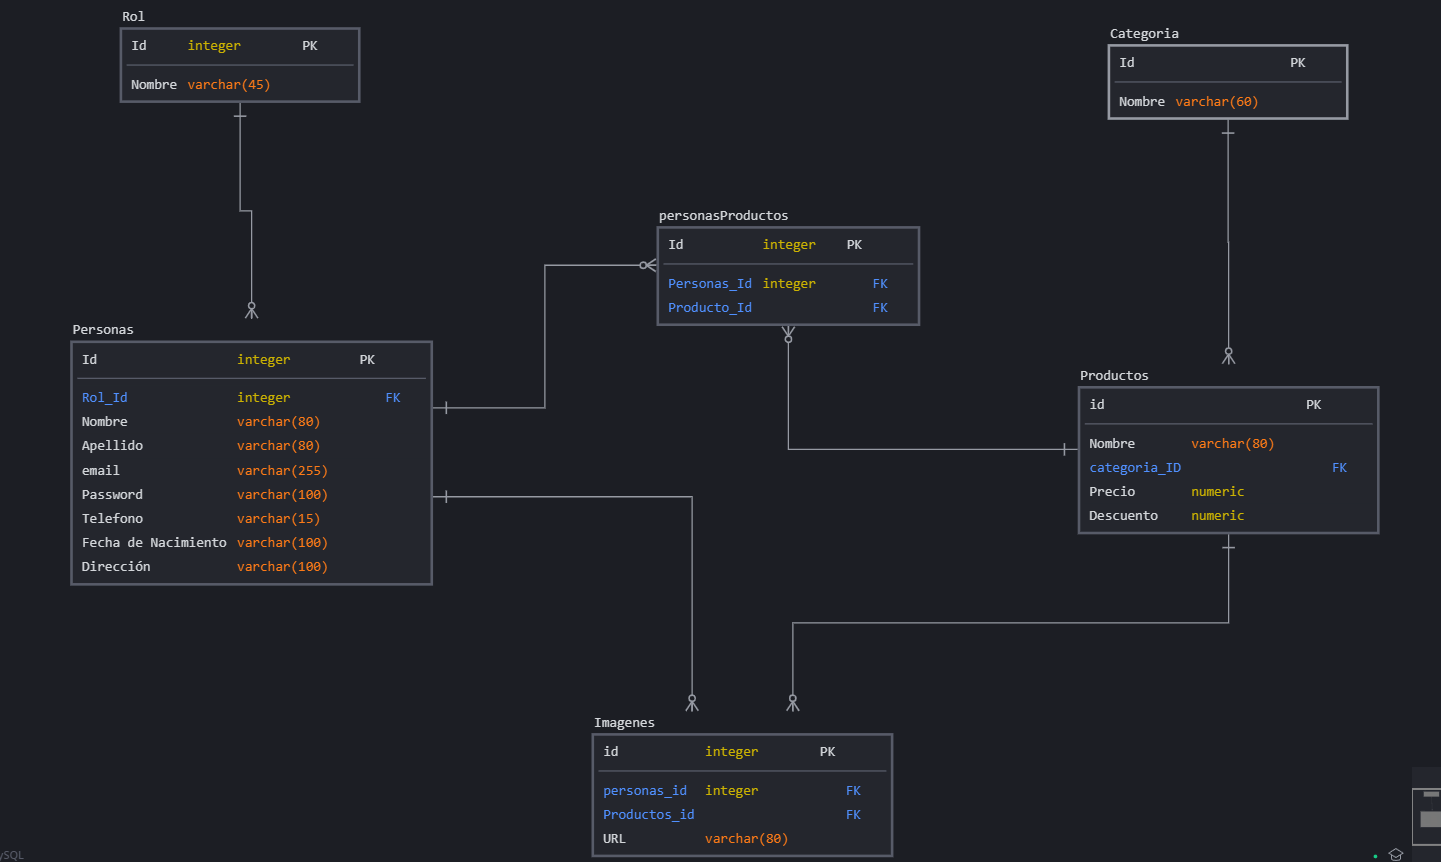 Rol
Id integer PK
Nombre varchar(45)
Categoria
Id PK
Nombre varchar(60)
personasProductos
Id integer PK
Personas_Id integer FK
Producto_Id FK
Personas
Id integer PK
Rol_Id integer FK
Nombre varchar(80)
Apellido varchar(80)
email varchar(255)
Password varchar(100)
Telefono varchar(15)
Fecha de Nacimiento varchar(100)
Dirección varchar(100)
Productos
id PK
Nombre varchar(80)
categoria_ID FK
Precio numeric
Descuento numeric
Imagenes
id integer PK
personas_id integer FK
Productos_id FK
URL varchar(80)
ySQL